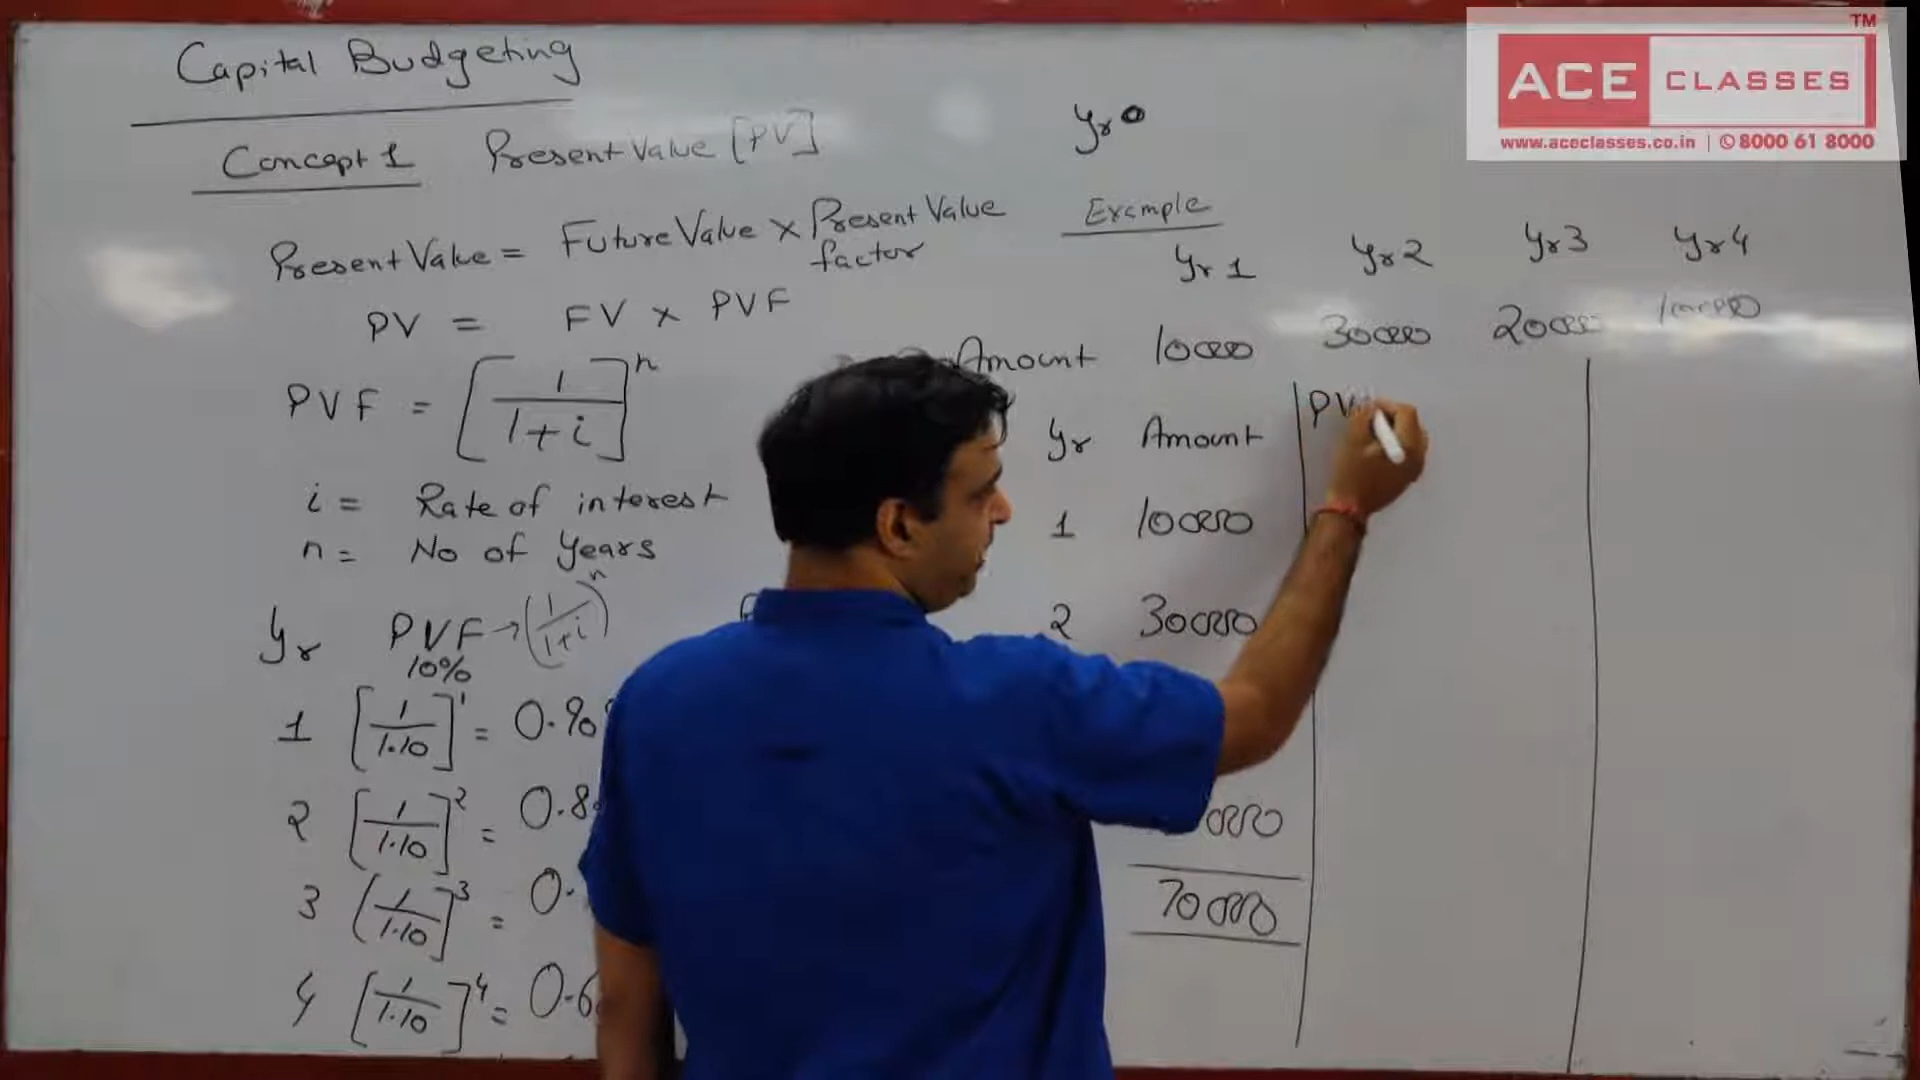 Capital Budgeting
Concept 1 Present Value [PV]
Present Value = Future Value × Present Value factor
PV = FV × PVF
PVF = [1/1+i]^n
i = Rate of interest
n = No of Years
Yr PVF → (1/1+i)^n
10%
1 [1/1.10]^1 = 0.90
2 [1/1.10]^2 = 0.8
3 [1/1.10]^3 = 0.
4 [1/1.10]^4 = 0.6
Yr 0
Example
Yr 1 Yr 2 Yr 3 Yr 4
Amount 10000 30000 20000 10000
Yr Amount PV
1 10000
2 30000
70000
ACE CLASSES TM
www.aceclasses.co.in | 8000 61 8000